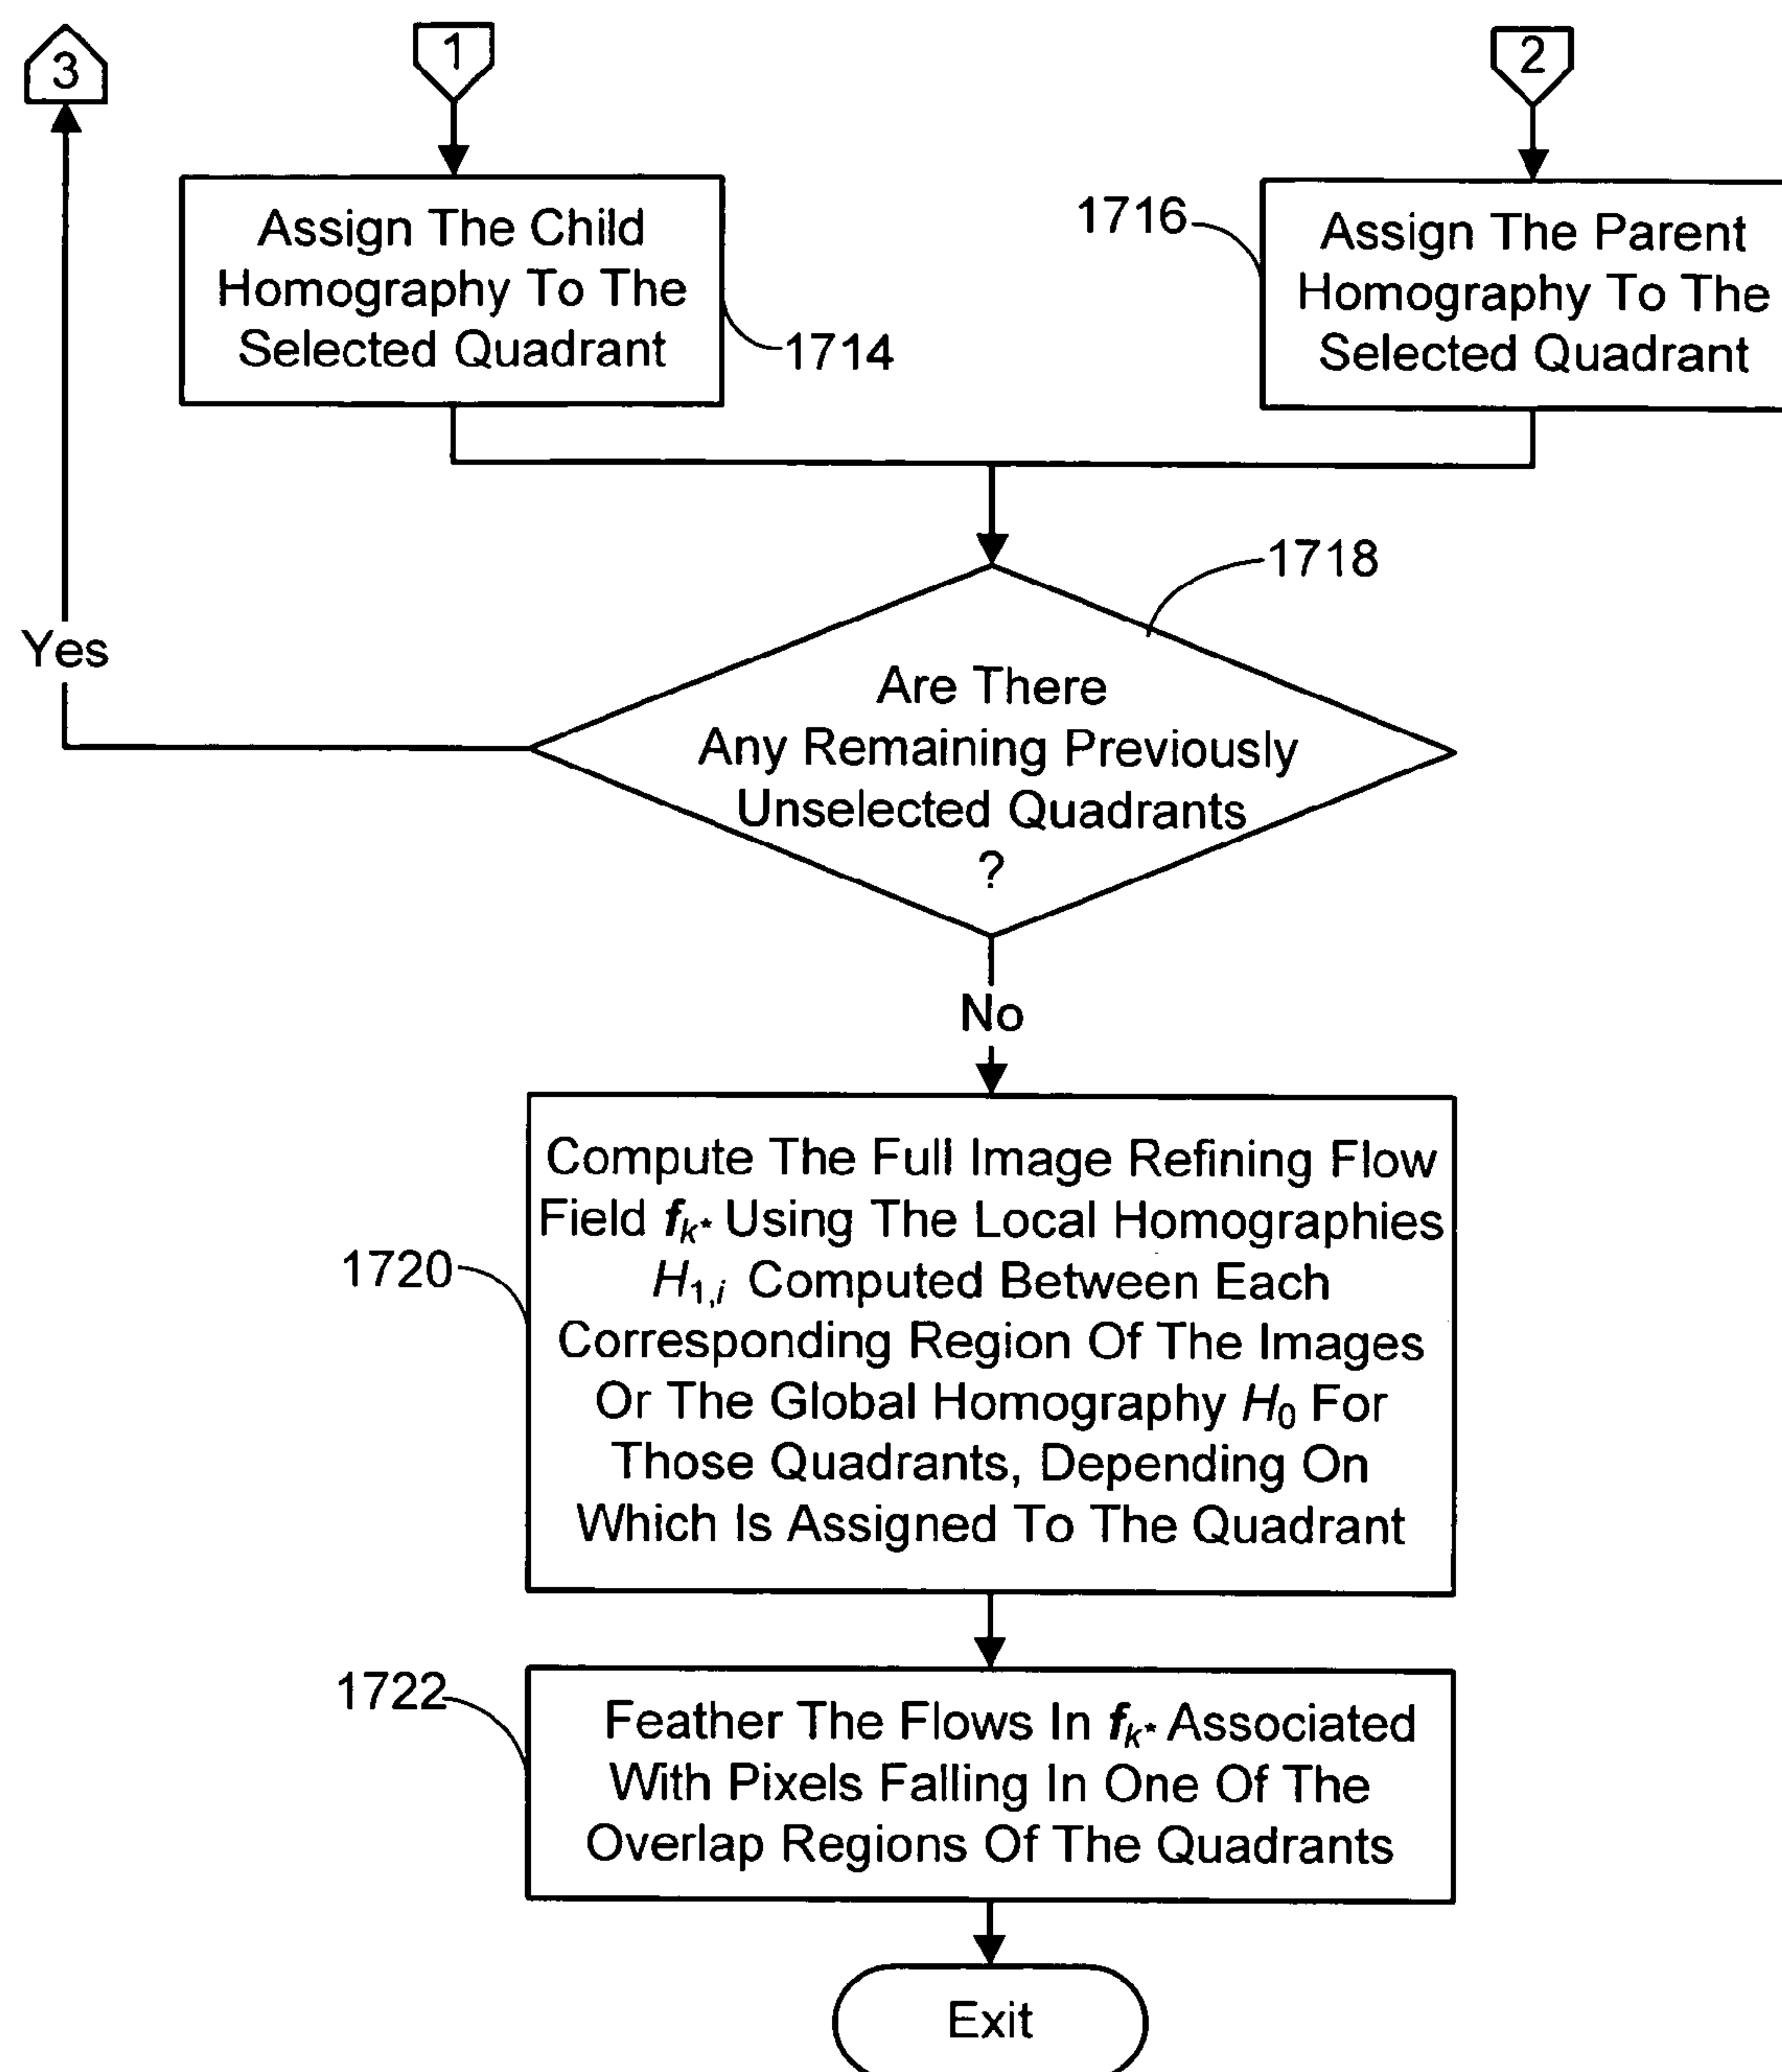 3
1
2
Assign The Child
Homography To The
Selected Quadrant
1714
1716
Assign The Parent
Homography To The
Selected Quadrant
1718
Yes
Are There
Any Remaining Previously
Unselected Quadrants
?
No
1720
Compute The Full Image Refining Flow
Field fk* Using The Local Homographies
H1,i Computed Between Each
Corresponding Region Of The Images
Or The Global Homography H0 For
Those Quadrants, Depending On
Which Is Assigned To The Quadrant
1722
Feather The Flows In fk* Associated
With Pixels Falling In One Of The
Overlap Regions Of The Quadrants
Exit